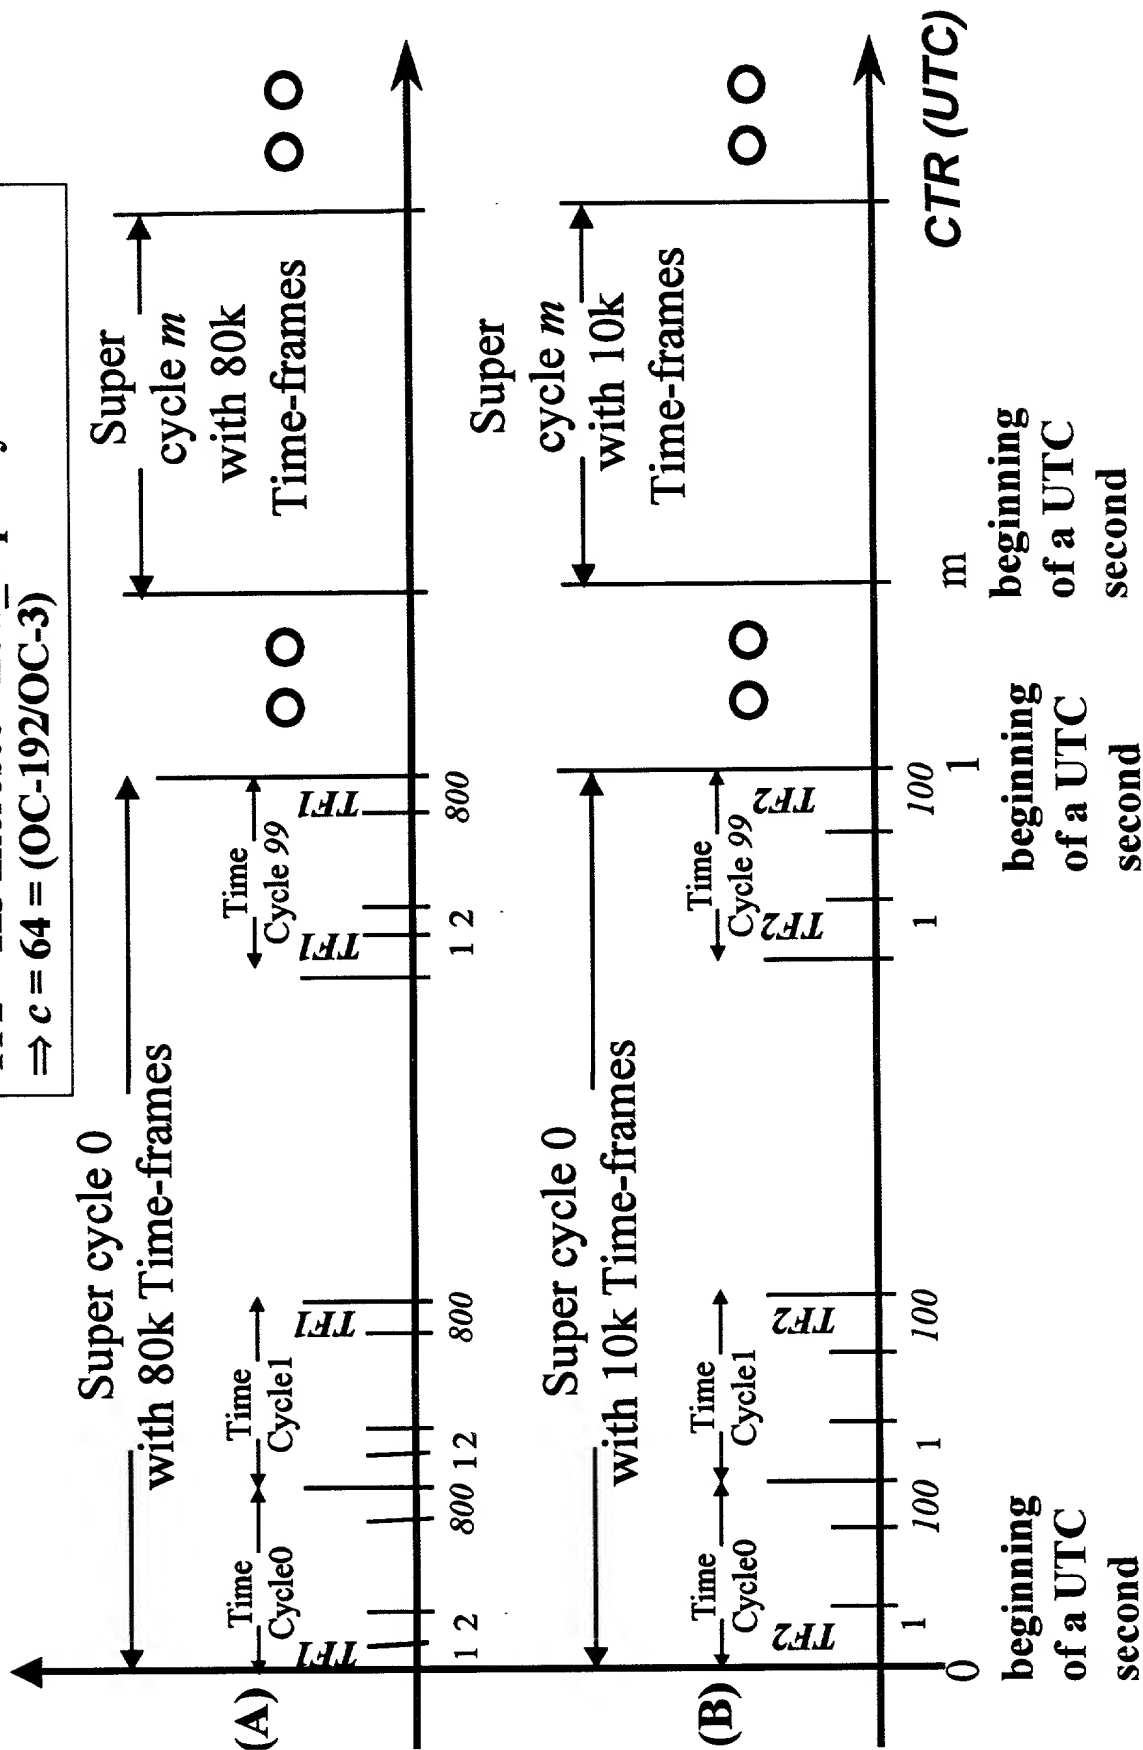 ⇒ c = 64 = (OC-192/OC-3)
(A)
Super cycle 0
with 80k Time-frames
Super
cycle m
with 80k
Time-frames
Time
Cycle0
Time
Cycle1
Time
Cycle 99
TF1
TF1
TF1
TF1
1 2
800
1 2
800
1 2
800
(B)
Super cycle 0
with 10k Time-frames
Super
cycle m
with 10k
Time-frames
Time
Cycle0
Time
Cycle1
Time
Cycle 99
TF2
TF2
TF2
TF2
1
100
1
100
1
100
CTR (UTC)
0
1
m
beginning
of a UTC
second
beginning
of a UTC
second
beginning
of a UTC
second